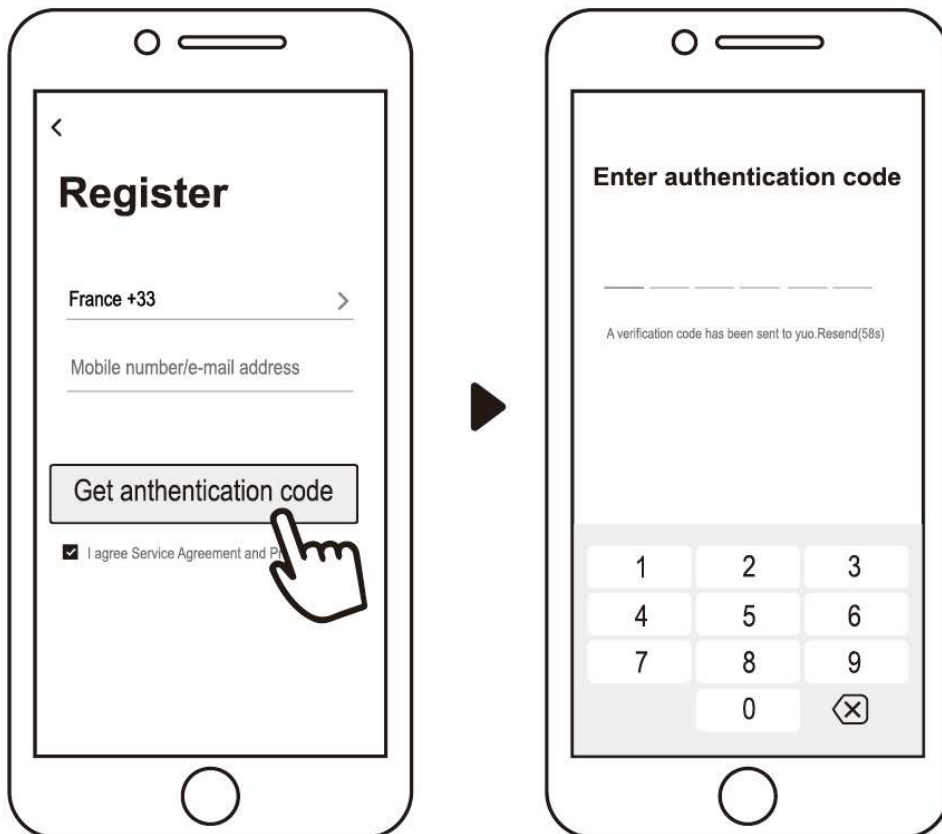 Register
France +33
Mobile number/e-mail address
Get anthentication code
I agree Service Agreement and
Enter authentication code
A verification code has been sent to yuo.Resend(58s)
1 2 3
4 5 6
7 8 9
0